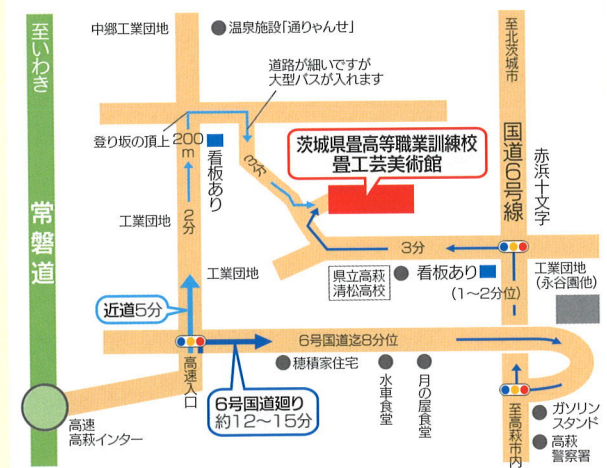 至いわき
常磐道
中郷工業団地
温泉施設「通りゃんせ」
道路が細いですが
大型バスが入れます
至北茨城市
国道6号線
赤浜十文字
登り坂の頂上
200
m
看板あり
3分
茨城県畳高等職業訓練校
畳工芸美術館
工業団地
2分
工業団地
3分
県立高萩
清松高校
看板あり
(1〜2分位)
工業団地
(永谷園他)
近道5分
6号国道迄8分位
高速入口
6号国道廻り
約12〜15分
穂積家住宅
水車食堂
月の屋食堂
至高萩市内
ガソリン
スタンド
高萩
警察署
高速
高萩インター